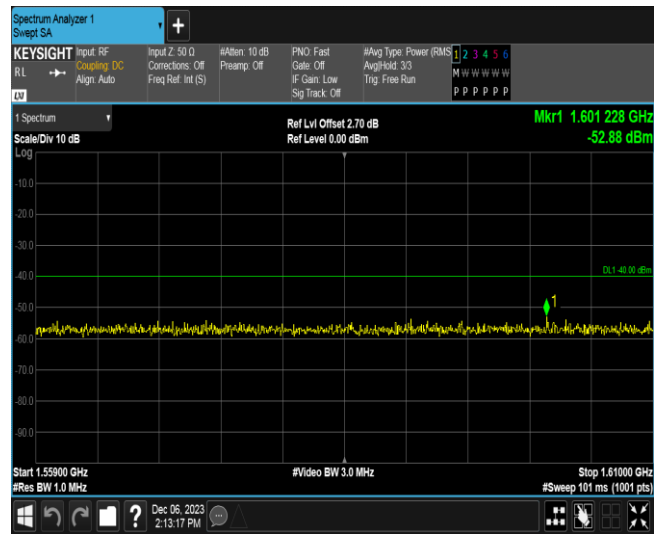 Spectrum Analyzer 1
Swept SA
+
KEYSIGHT
RL
LXI
Input: RF
Coupling: DC
Align: Auto
Input Z: 50 Ω
Corrections: Off
Freq Ref: Int (S)
#Atten: 10 dB
Preamp: Off
PNO: Fast
Gate: Off
IF Gain: Low
Sig Track: Off
#Avg Type: Power (RMS
Avg|Hold: 3/3
Trig: Free Run
1 2 3 4 5 6
M W W W W W
P P P P P P
1 Spectrum
Scale/Div 10 dB
Log
Ref Lvl Offset 2.70 dB
Ref Level 0.00 dBm
Mkr1 1.601 228 GHz
-52.88 dBm
-10.0
-20.0
-30.0
-40.0
DL1 -40.00 dBm
-50.0
1
-60.0
-70.0
-80.0
-90.0
Start 1.55900 GHz
#Res BW 1.0 MHz
#Video BW 3.0 MHz
Stop 1.61000 GHz
#Sweep 101 ms (1001 pts)
?
Dec 06, 2023
2:13:17 PM